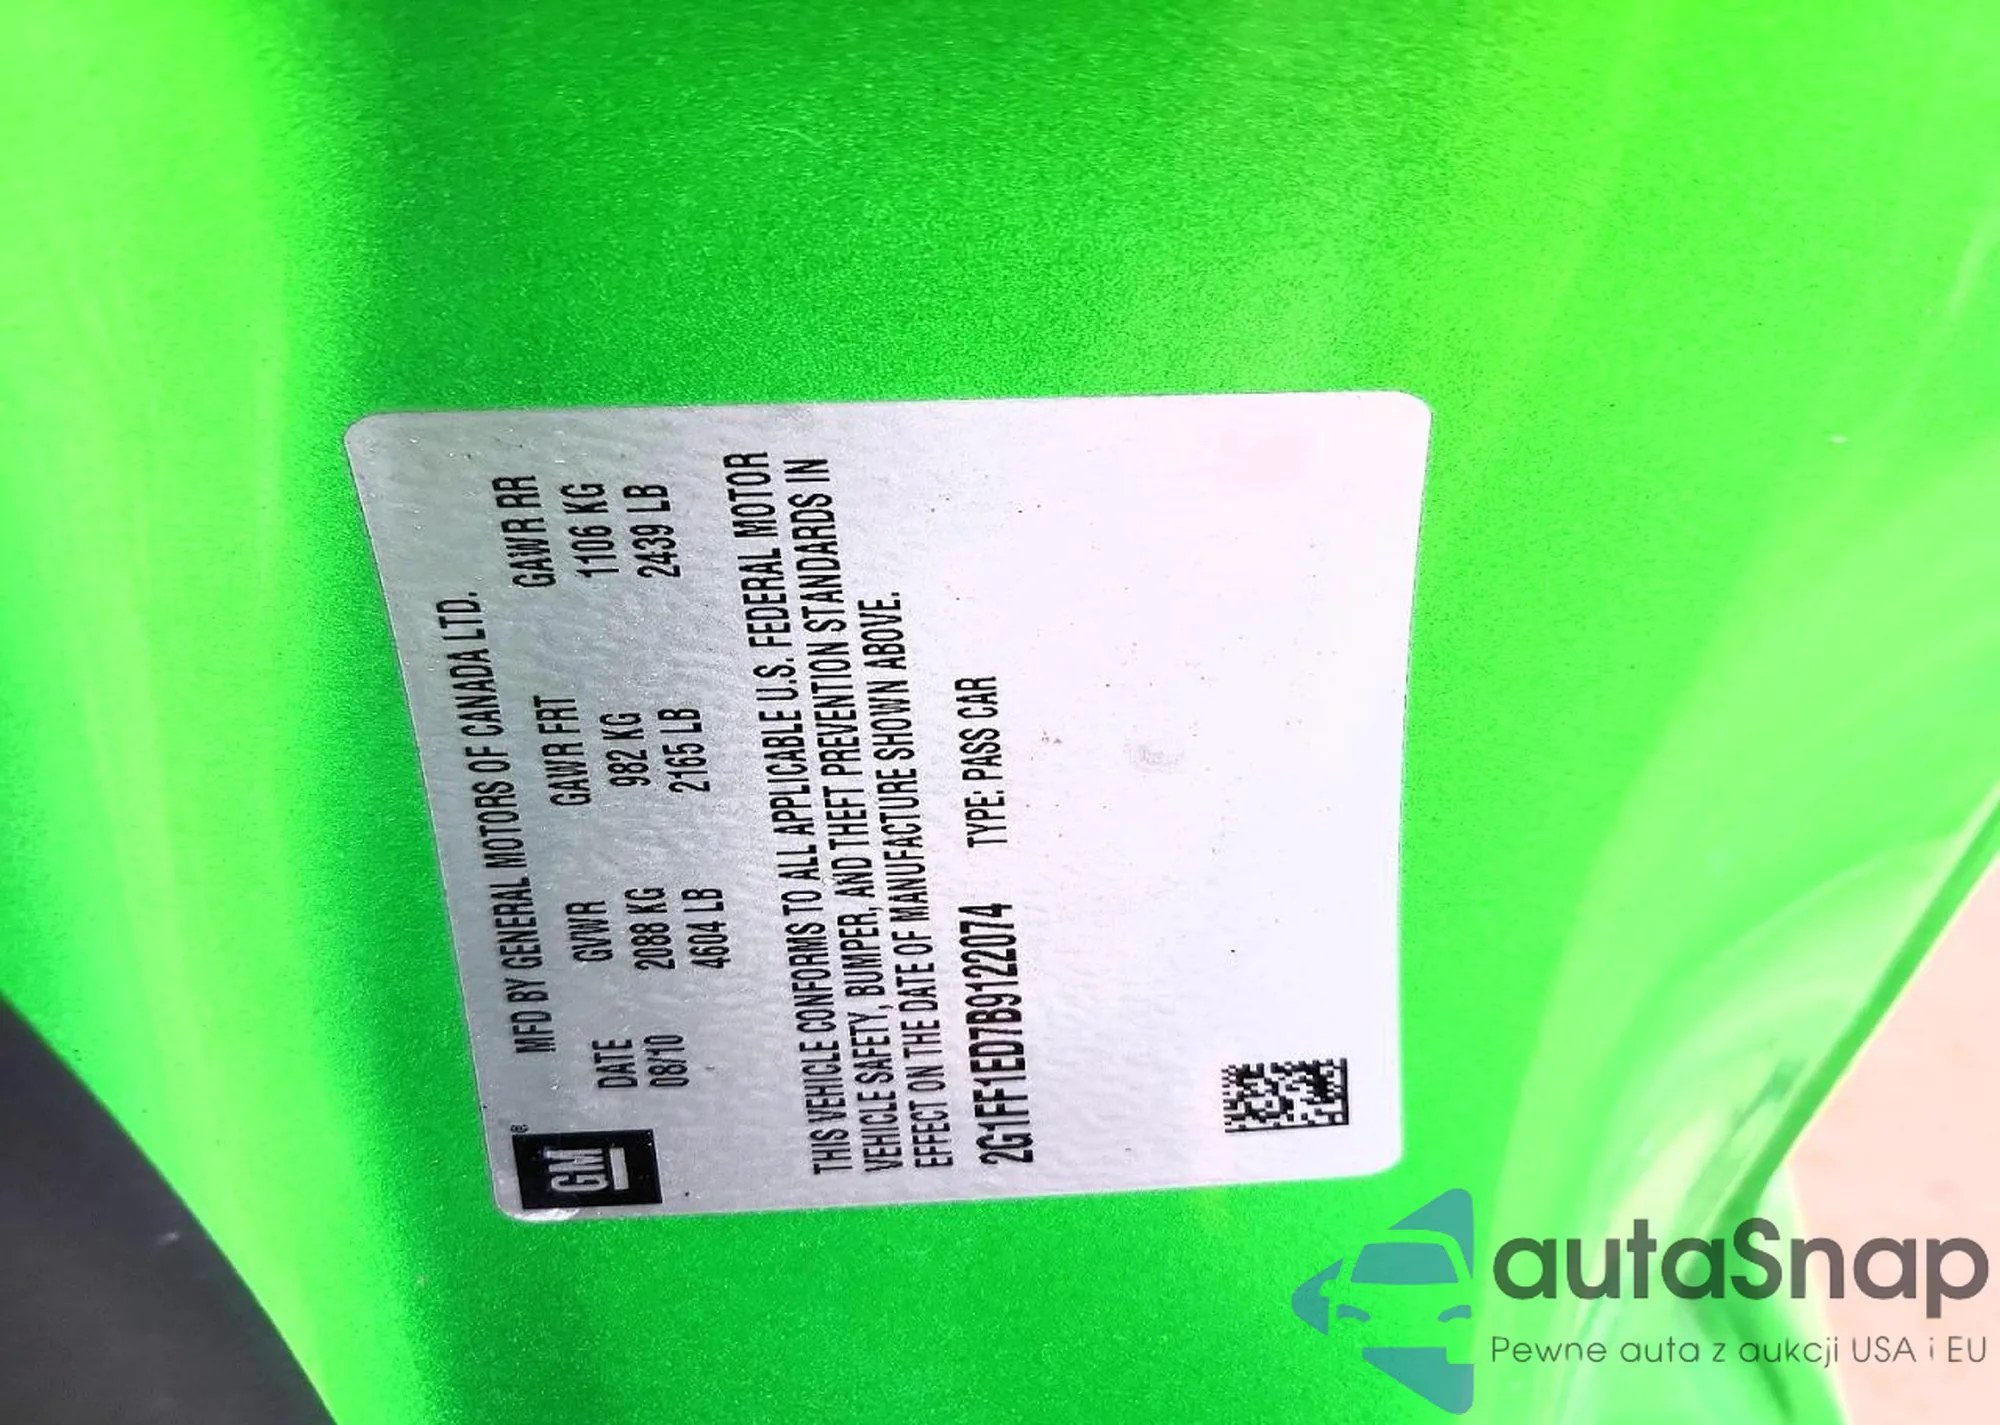 MFD BY GENERAL MOTORS OF CANADA LTD.
DATE GVWR GAWR FRT GAWR RR
08/10 2088 KG 982 KG 1106 KG
4604 LB 2165 LB 2439 LB
GM®
THIS VEHICLE CONFORMS TO ALL APPLICABLE U.S. FEDERAL MOTOR
VEHICLE SAFETY, BUMPER, AND THEFT PREVENTION STANDARDS IN
EFFECT ON THE DATE OF MANUFACTURE SHOWN ABOVE.
2G1FF1ED7B9122074 TYPE: PASS CAR
autaSnap
Pewne auta z aukcji USA i EU